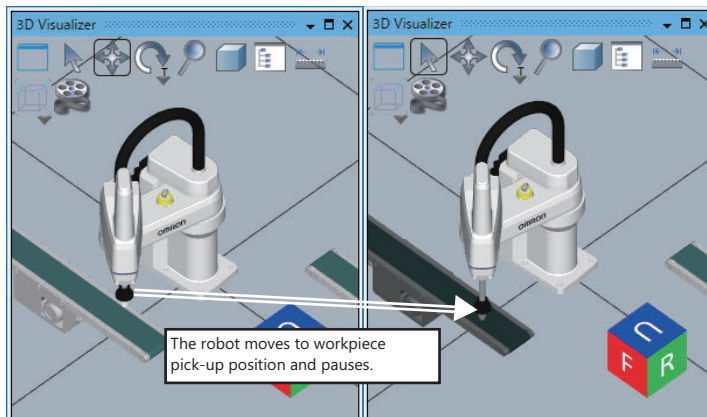 3D Visualizer
3D Visualizer
T
T
OMRON
OMRON
The robot moves to workpiece
pick-up position and pauses.
U
F
R